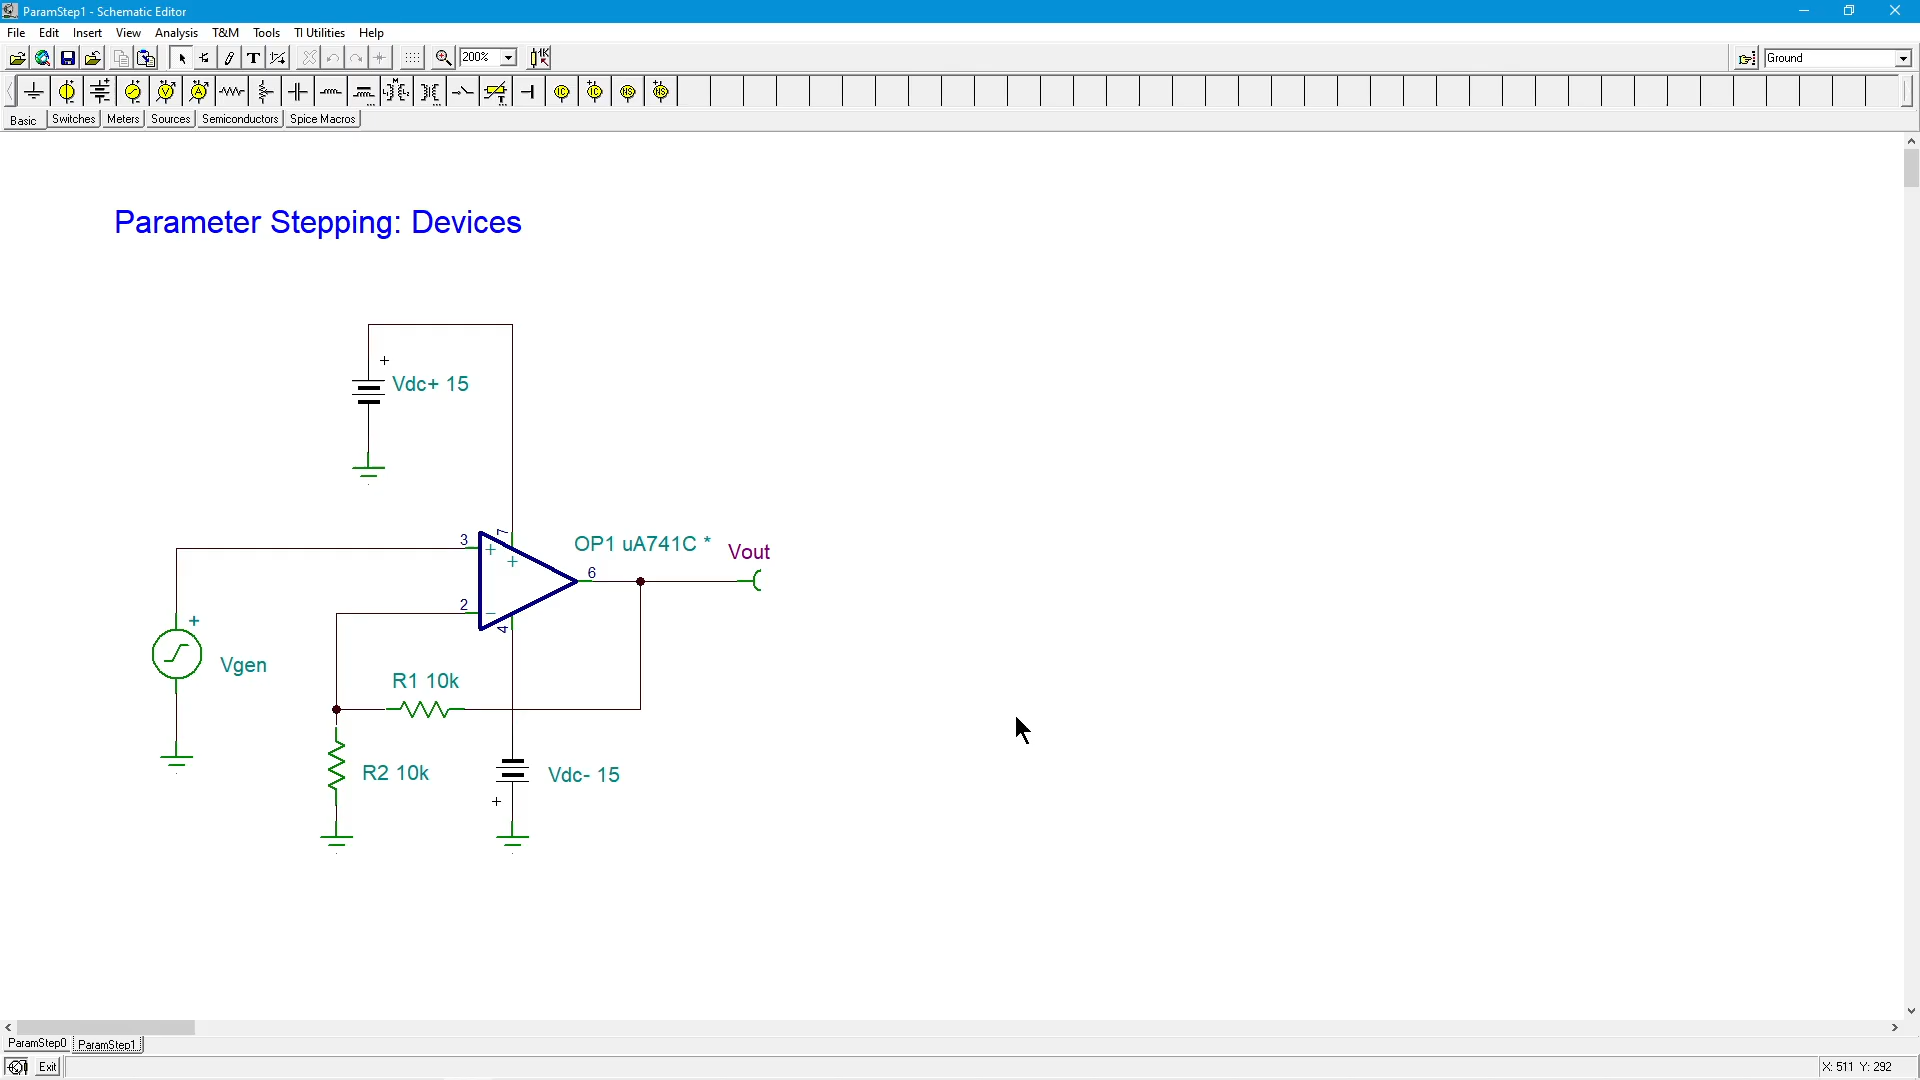 ParamStep1 - Schematic Editor
File Edit Insert View Analysis T&M Tools TI Utilities Help
200%
Ground
Basic Switches Meters Sources Semiconductors Spice Macros
Parameter Stepping: Devices
+
Vdc+ 15
3
7
+
+
OP1 uA741C *
Vout
6
2
4
+
Vgen
R1 10k
R2 10k
Vdc- 15
+
ParamStep0 ParamStep1
Exit
X: 511 Y: 292